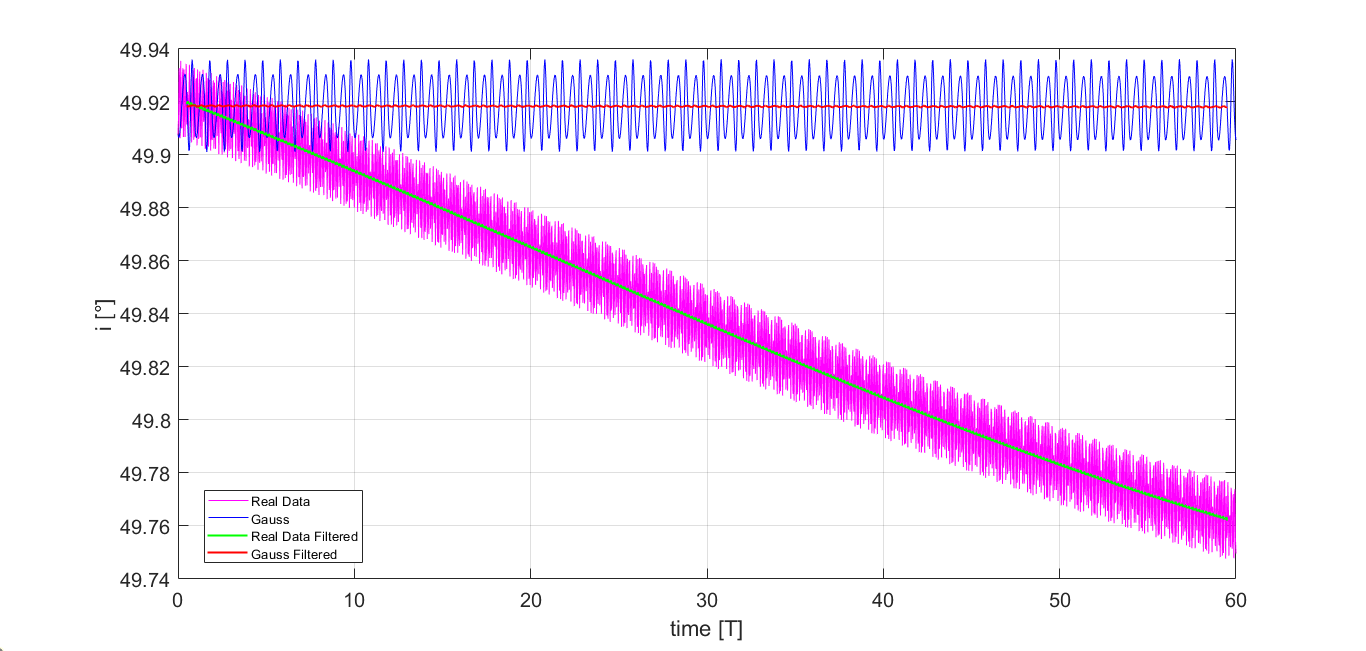 49.94
49.92
49.9
49.88
49.86
49.84
49.82
49.8
49.78
49.76
49.74
i [°]
Real Data
Gauss
Real Data Filtered
Gauss Filtered
0 10 20 30 40 50 60
time [T]